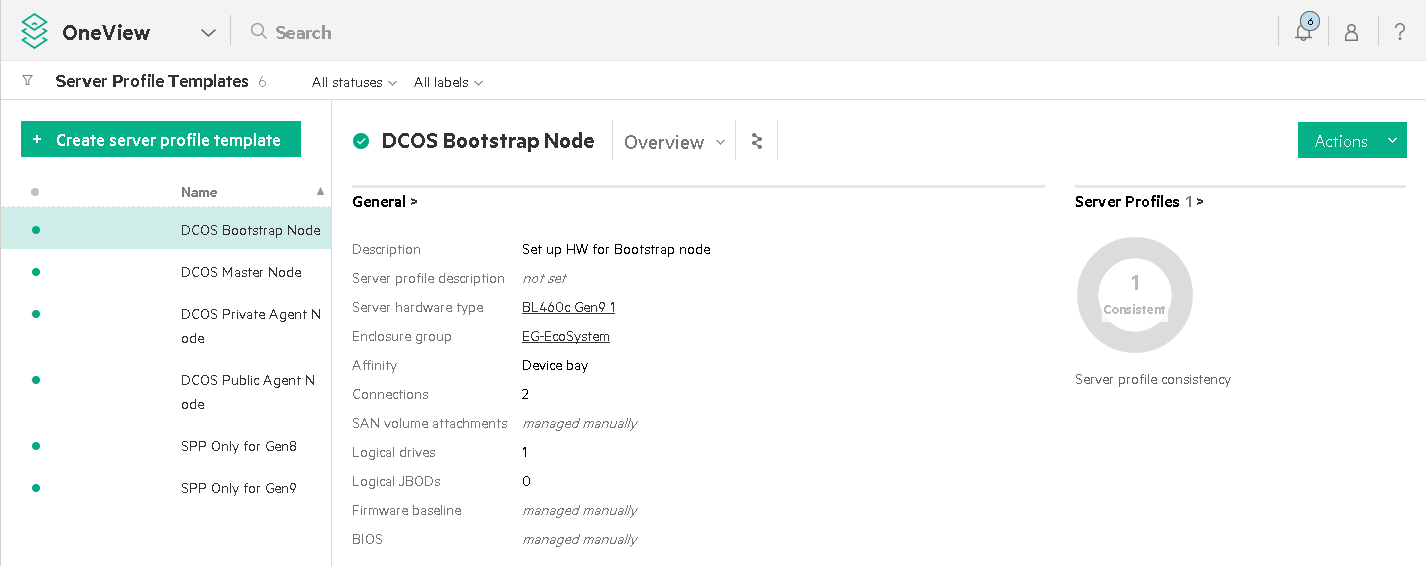 OneView
Search
6
?
Server Profile Templates 6
All statuses
All labels
+ Create server profile template
Name
DCOS Bootstrap Node
DCOS Master Node
DCOS Private Agent N
ode
DCOS Public Agent N
ode
SPP Only for Gen8
SPP Only for Gen9
DCOS Bootstrap Node
Overview
Actions
General >
Description Set up HW for Bootstrap node
Server profile description not set
Server hardware type BL460c Gen9 1
Enclosure group EG-EcoSystem
Affinity Device bay
Connections 2
SAN volume attachments managed manually
Logical drives 1
Logical JBODs 0
Firmware baseline managed manually
BIOS managed manually
Server Profiles 1 >
1
Consistent
Server profile consistency